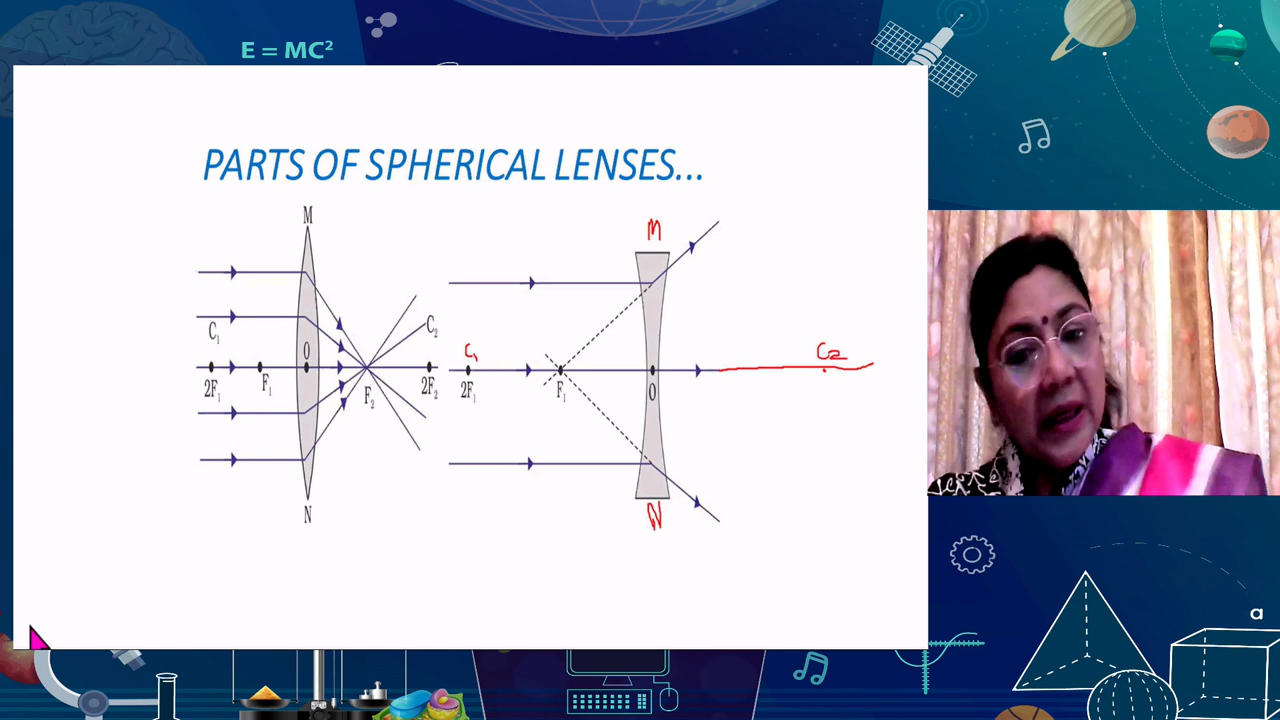 E = MC²
PARTS OF SPHERICAL LENSES...
M
C₁
O
C₂
2F₁
F₁
F₂
2F₂
N
M
C₁
C2
2F₁
F₁
O
N
a